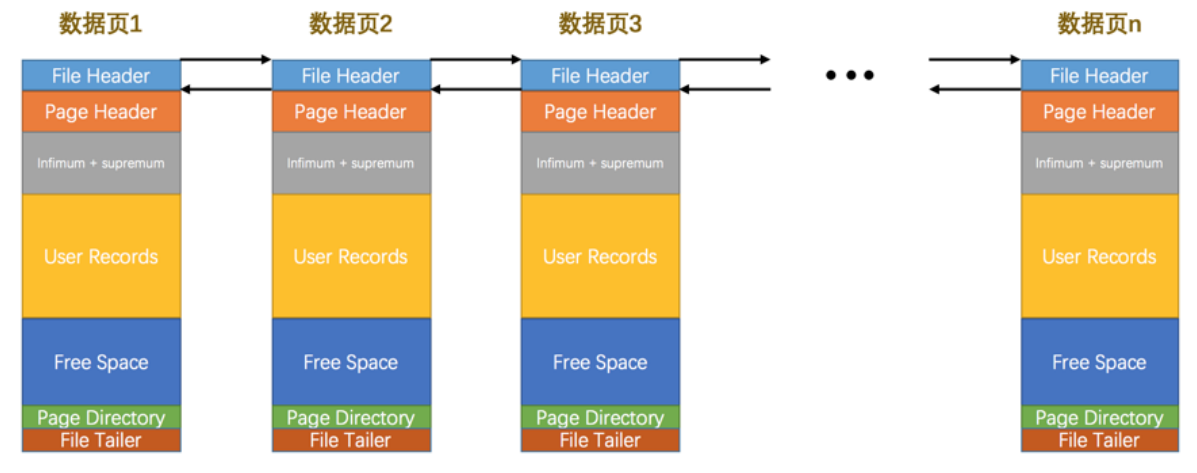 数据页1 数据页2 数据页3 数据页n
File Header File Header File Header ••• File Header
Page Header Page Header Page Header Page Header
Infimum + supremum Infimum + supremum Infimum + supremum Infimum + supremum
User Records User Records User Records User Records
Free Space Free Space Free Space Free Space
Page Directory Page Directory Page Directory Page Directory
File Tailer File Tailer File Tailer File Tailer